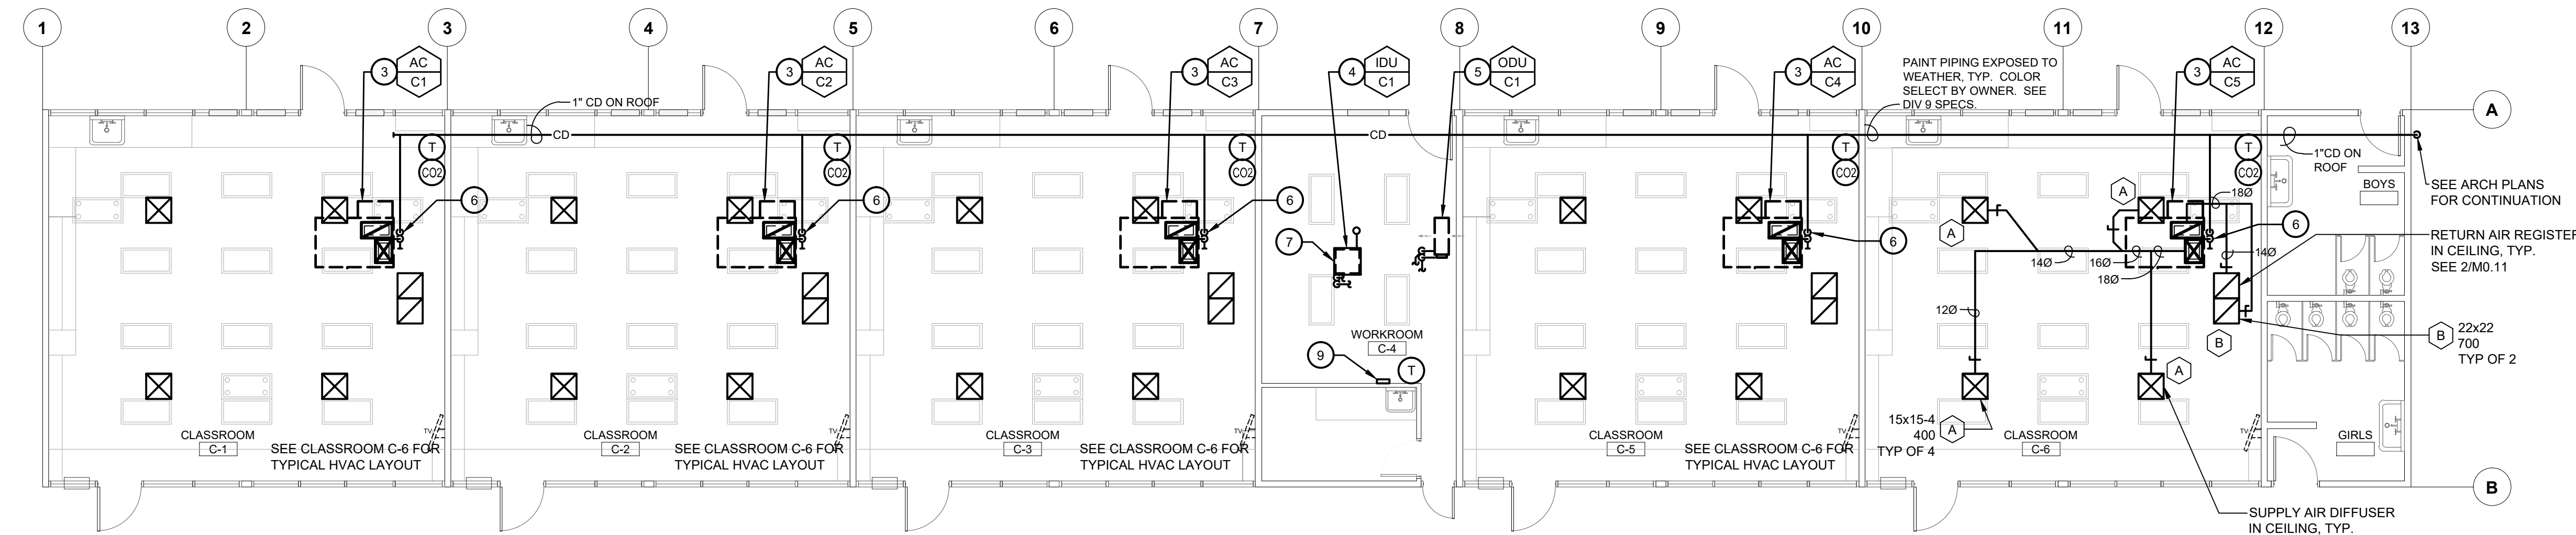 1 2 3 4 5 6 7 8 9 10 11 12 13
3 AC C1
3 AC C2
3 AC C3
4 IDU C1
5 ODU C1
3 AC C4
PAINT PIPING EXPOSED TO
WEATHER, TYP. COLOR
SELECT BY OWNER. SEE
DIV 9 SPECS.
3 AC C5
A
1" CD ON ROOF
CD
CD
T
CO2
T
CO2
T
CO2
T
CO2
T
CO2
1"CD ON
ROOF
BOYS
SEE ARCH PLANS
FOR CONTINUATION
6
6
6
7
6
A
A
18Ø
6
14Ø
16Ø
18Ø
14Ø
RETURN AIR REGISTER
IN CEILING, TYP.
SEE 2/M0.11
12Ø
B
B
22x22
700
TYP OF 2
WORKROOM
C-4
9
T
A
15x15-4
400
TYP OF 4
A
TV
TV
TV
TV
TV
CLASSROOM
C-1
SEE CLASSROOM C-6 FOR
TYPICAL HVAC LAYOUT
CLASSROOM
C-2
SEE CLASSROOM C-6 FOR
TYPICAL HVAC LAYOUT
CLASSROOM
C-3
SEE CLASSROOM C-6 FOR
TYPICAL HVAC LAYOUT
CLASSROOM
C-5
SEE CLASSROOM C-6 FOR
TYPICAL HVAC LAYOUT
CLASSROOM
C-6
GIRLS
B
SUPPLY AIR DIFFUSER
IN CEILING, TYP.